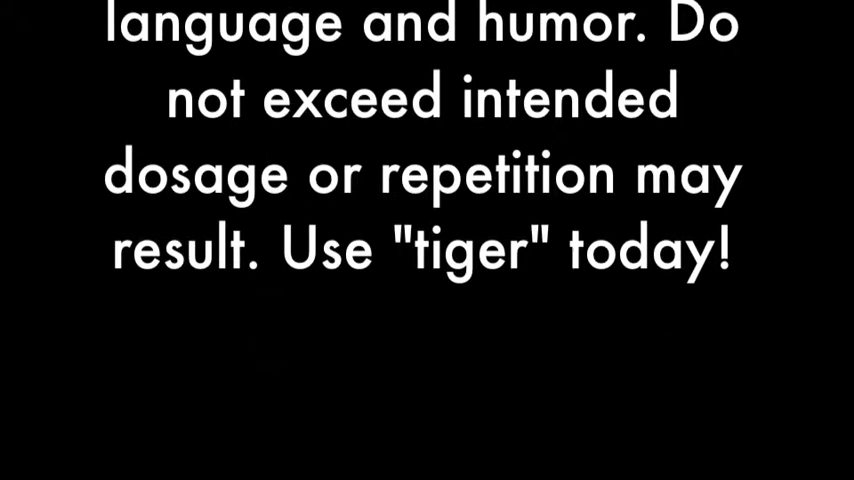 language and humor. Do
not exceed intended
dosage or repetition may
result. Use "tiger" today!